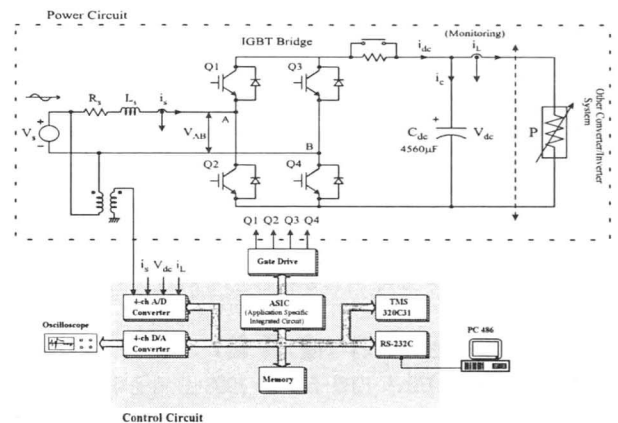 Power Circuit
IGBT Bridge
(Monitoring)
Q1
Q3
idc
iL
ic
Rs
Ls
is
A
VAB
Vs
+
−
B
Q2
Q4
+
Cdc
4560μF
Vdc
P
Other Converter/Inverter
System
Q1 Q2 Q3 Q4
Gate Drive
is Vdc iL
4-ch A/D
Converter
ASIC
(Application Specific
Integrated Circuit)
TMS
320C31
Oscilloscope
4-ch D/A
Converter
RS-232C
PC 486
Memory
Control Circuit